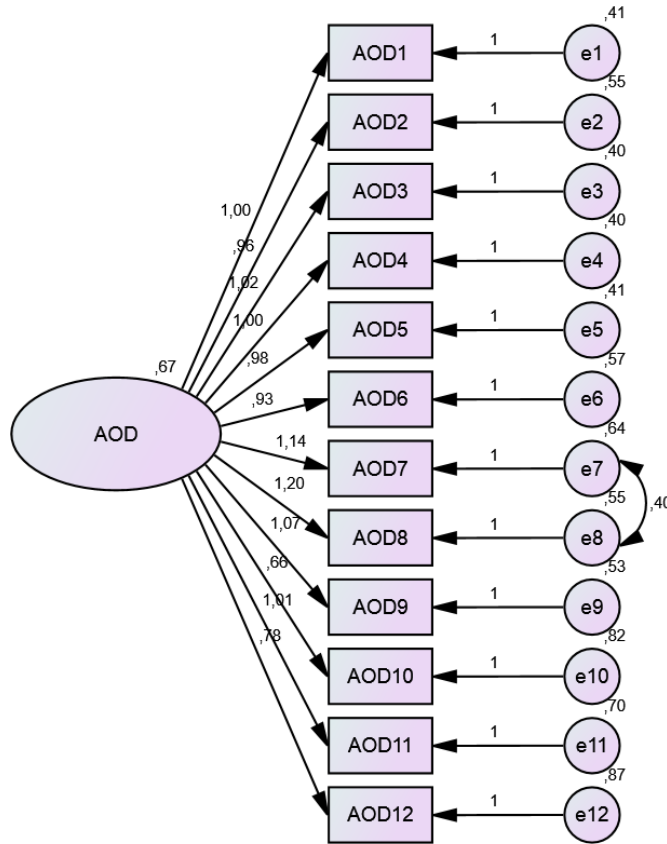 ,41
AOD1
1
e1
,55
AOD2
1
e2
,40
AOD3
1
e3
,40
1,00
AOD4
1
e4
,96
,41
1,02
1,00
AOD5
1
e5
,98
,67
,57
,93
AOD6
1
e6
AOD
,64
1,14
AOD7
1
e7
1,20
,55
,40
1,07
AOD8
1
e8
,66
,53
1,01
AOD9
1
e9
,78
,82
AOD10
1
e10
,70
AOD11
1
e11
,87
AOD12
1
e12